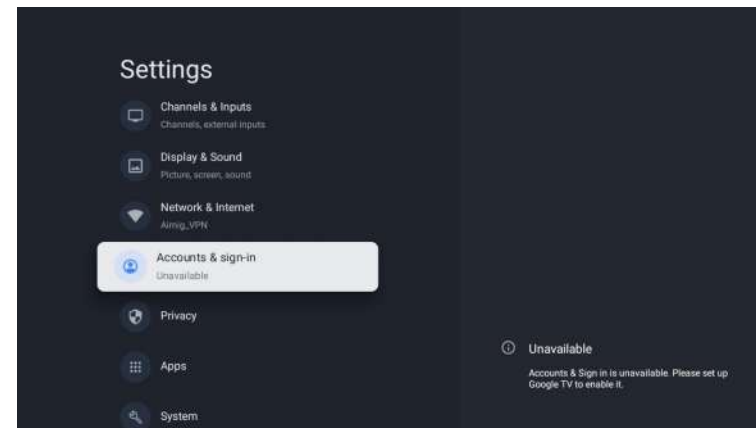 Settings
Channels & Inputs
Channels, external inputs
Display & Sound
Picture, screen, sound
Network & Internet
Aimig_VPN
Accounts & sign-in
Unavailable
Privacy
Apps
System
Unavailable
Accounts & Sign in is unavailable. Please set up
Google TV to enable it.